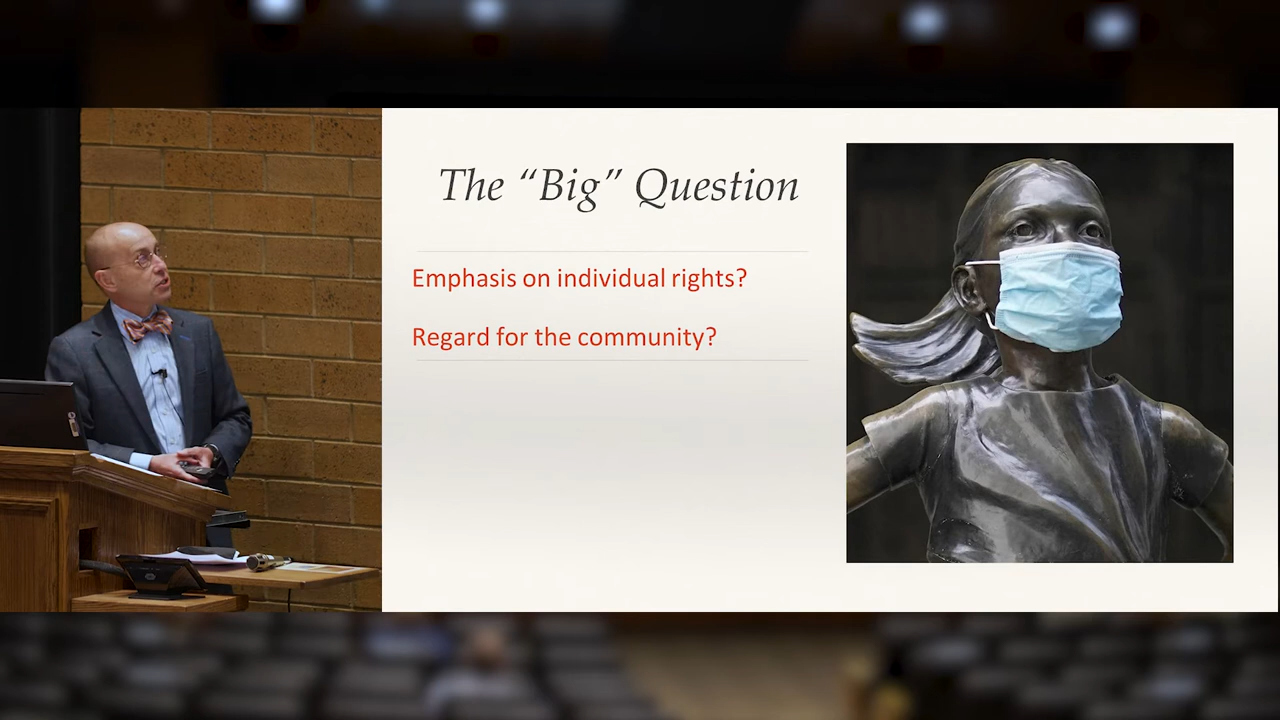 The “Big” Question
Emphasis on individual rights?
Regard for the community?